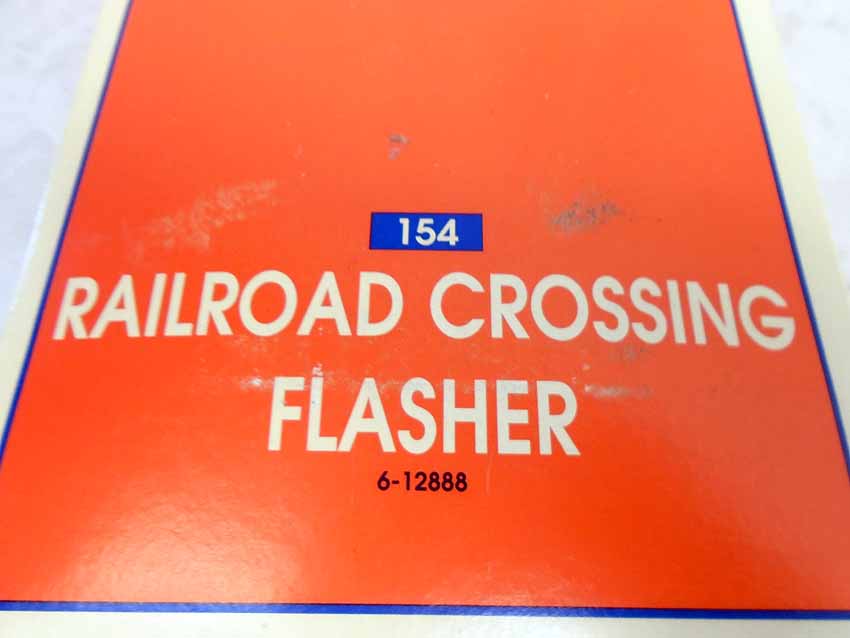 154
RAILROAD CROSSING
FLASHER
6-12888